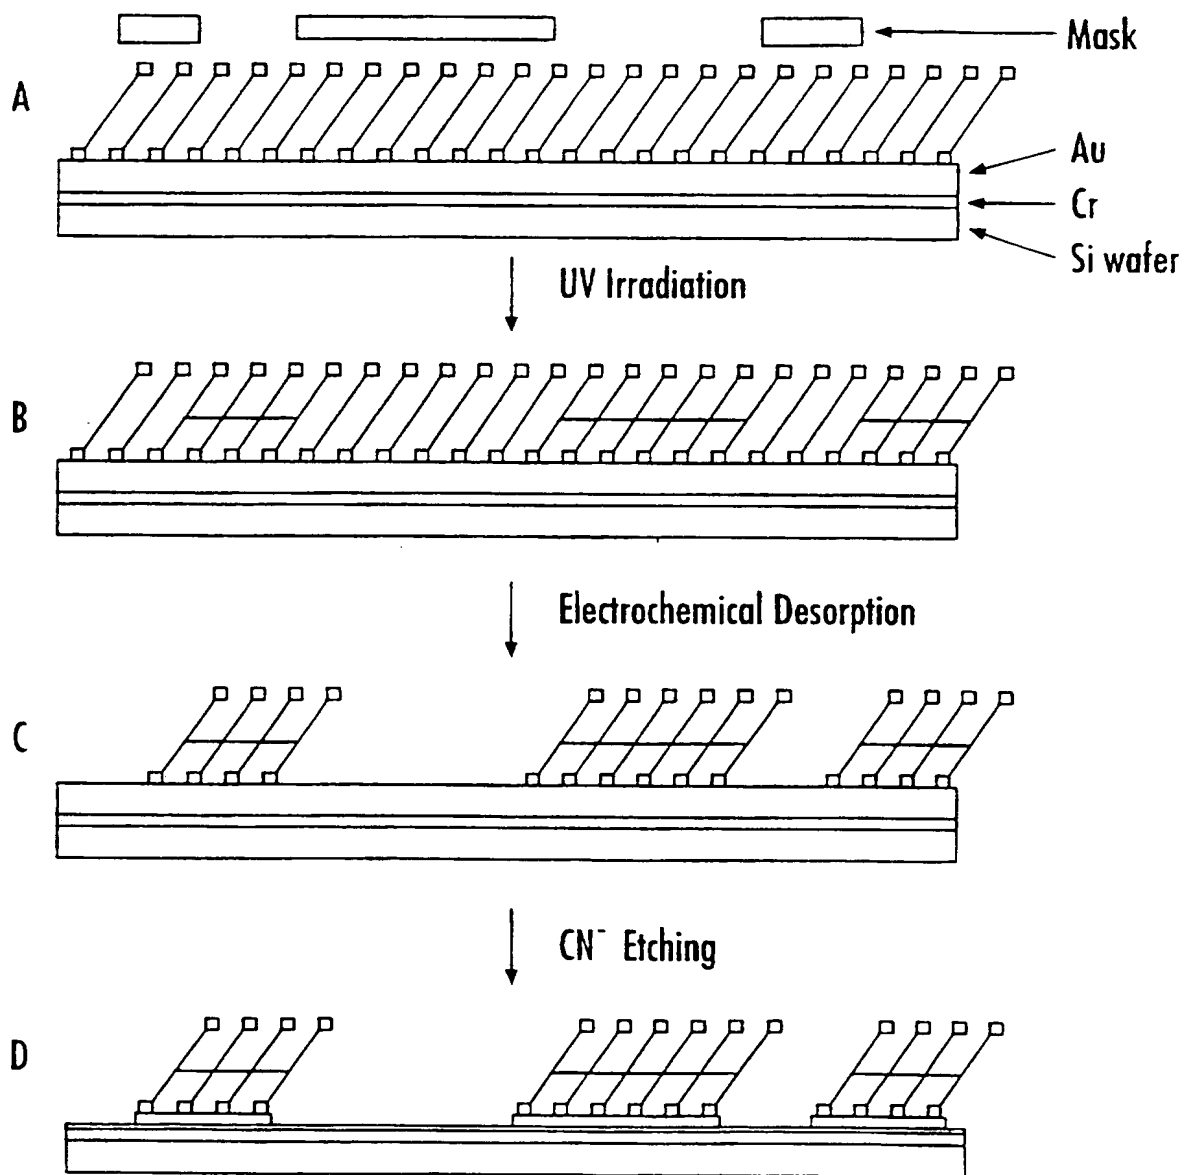 Mask
A
Au
Cr
Si wafer
UV Irradiation
B
Electrochemical Desorption
C
CN⁻ Etching
D